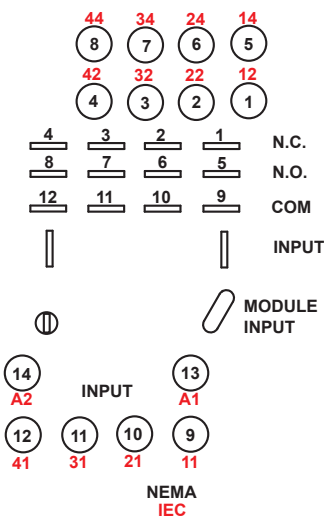 44 34 24 14
8 7 6 5
42 32 22 12
4 3 2 1
4 3 2 1 N.C.
8 7 6 5 N.O.
12 11 10 9 COM
INPUT
MODULE
INPUT
14 INPUT 13
A2 A1
12 11 10 9
41 31 21 11
NEMA
IEC